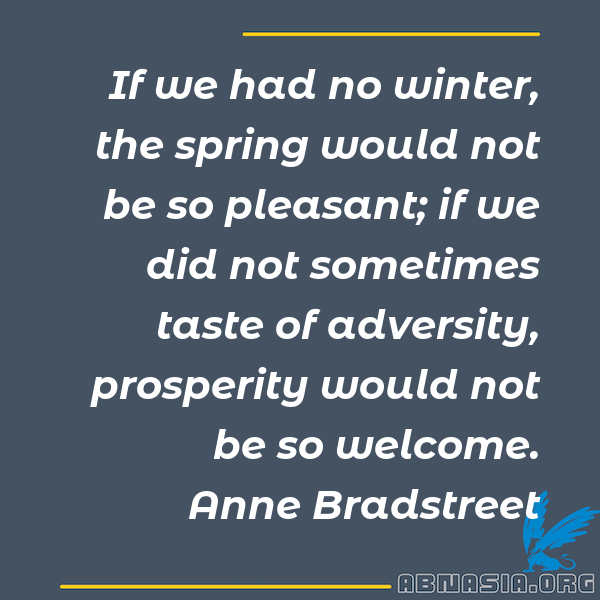 If we had no winter,
the spring would not
be so pleasant; if we
did not sometimes
taste of adversity,
prosperity would not
be so welcome.
Anne Bradstreet
ABNASIA.ORG